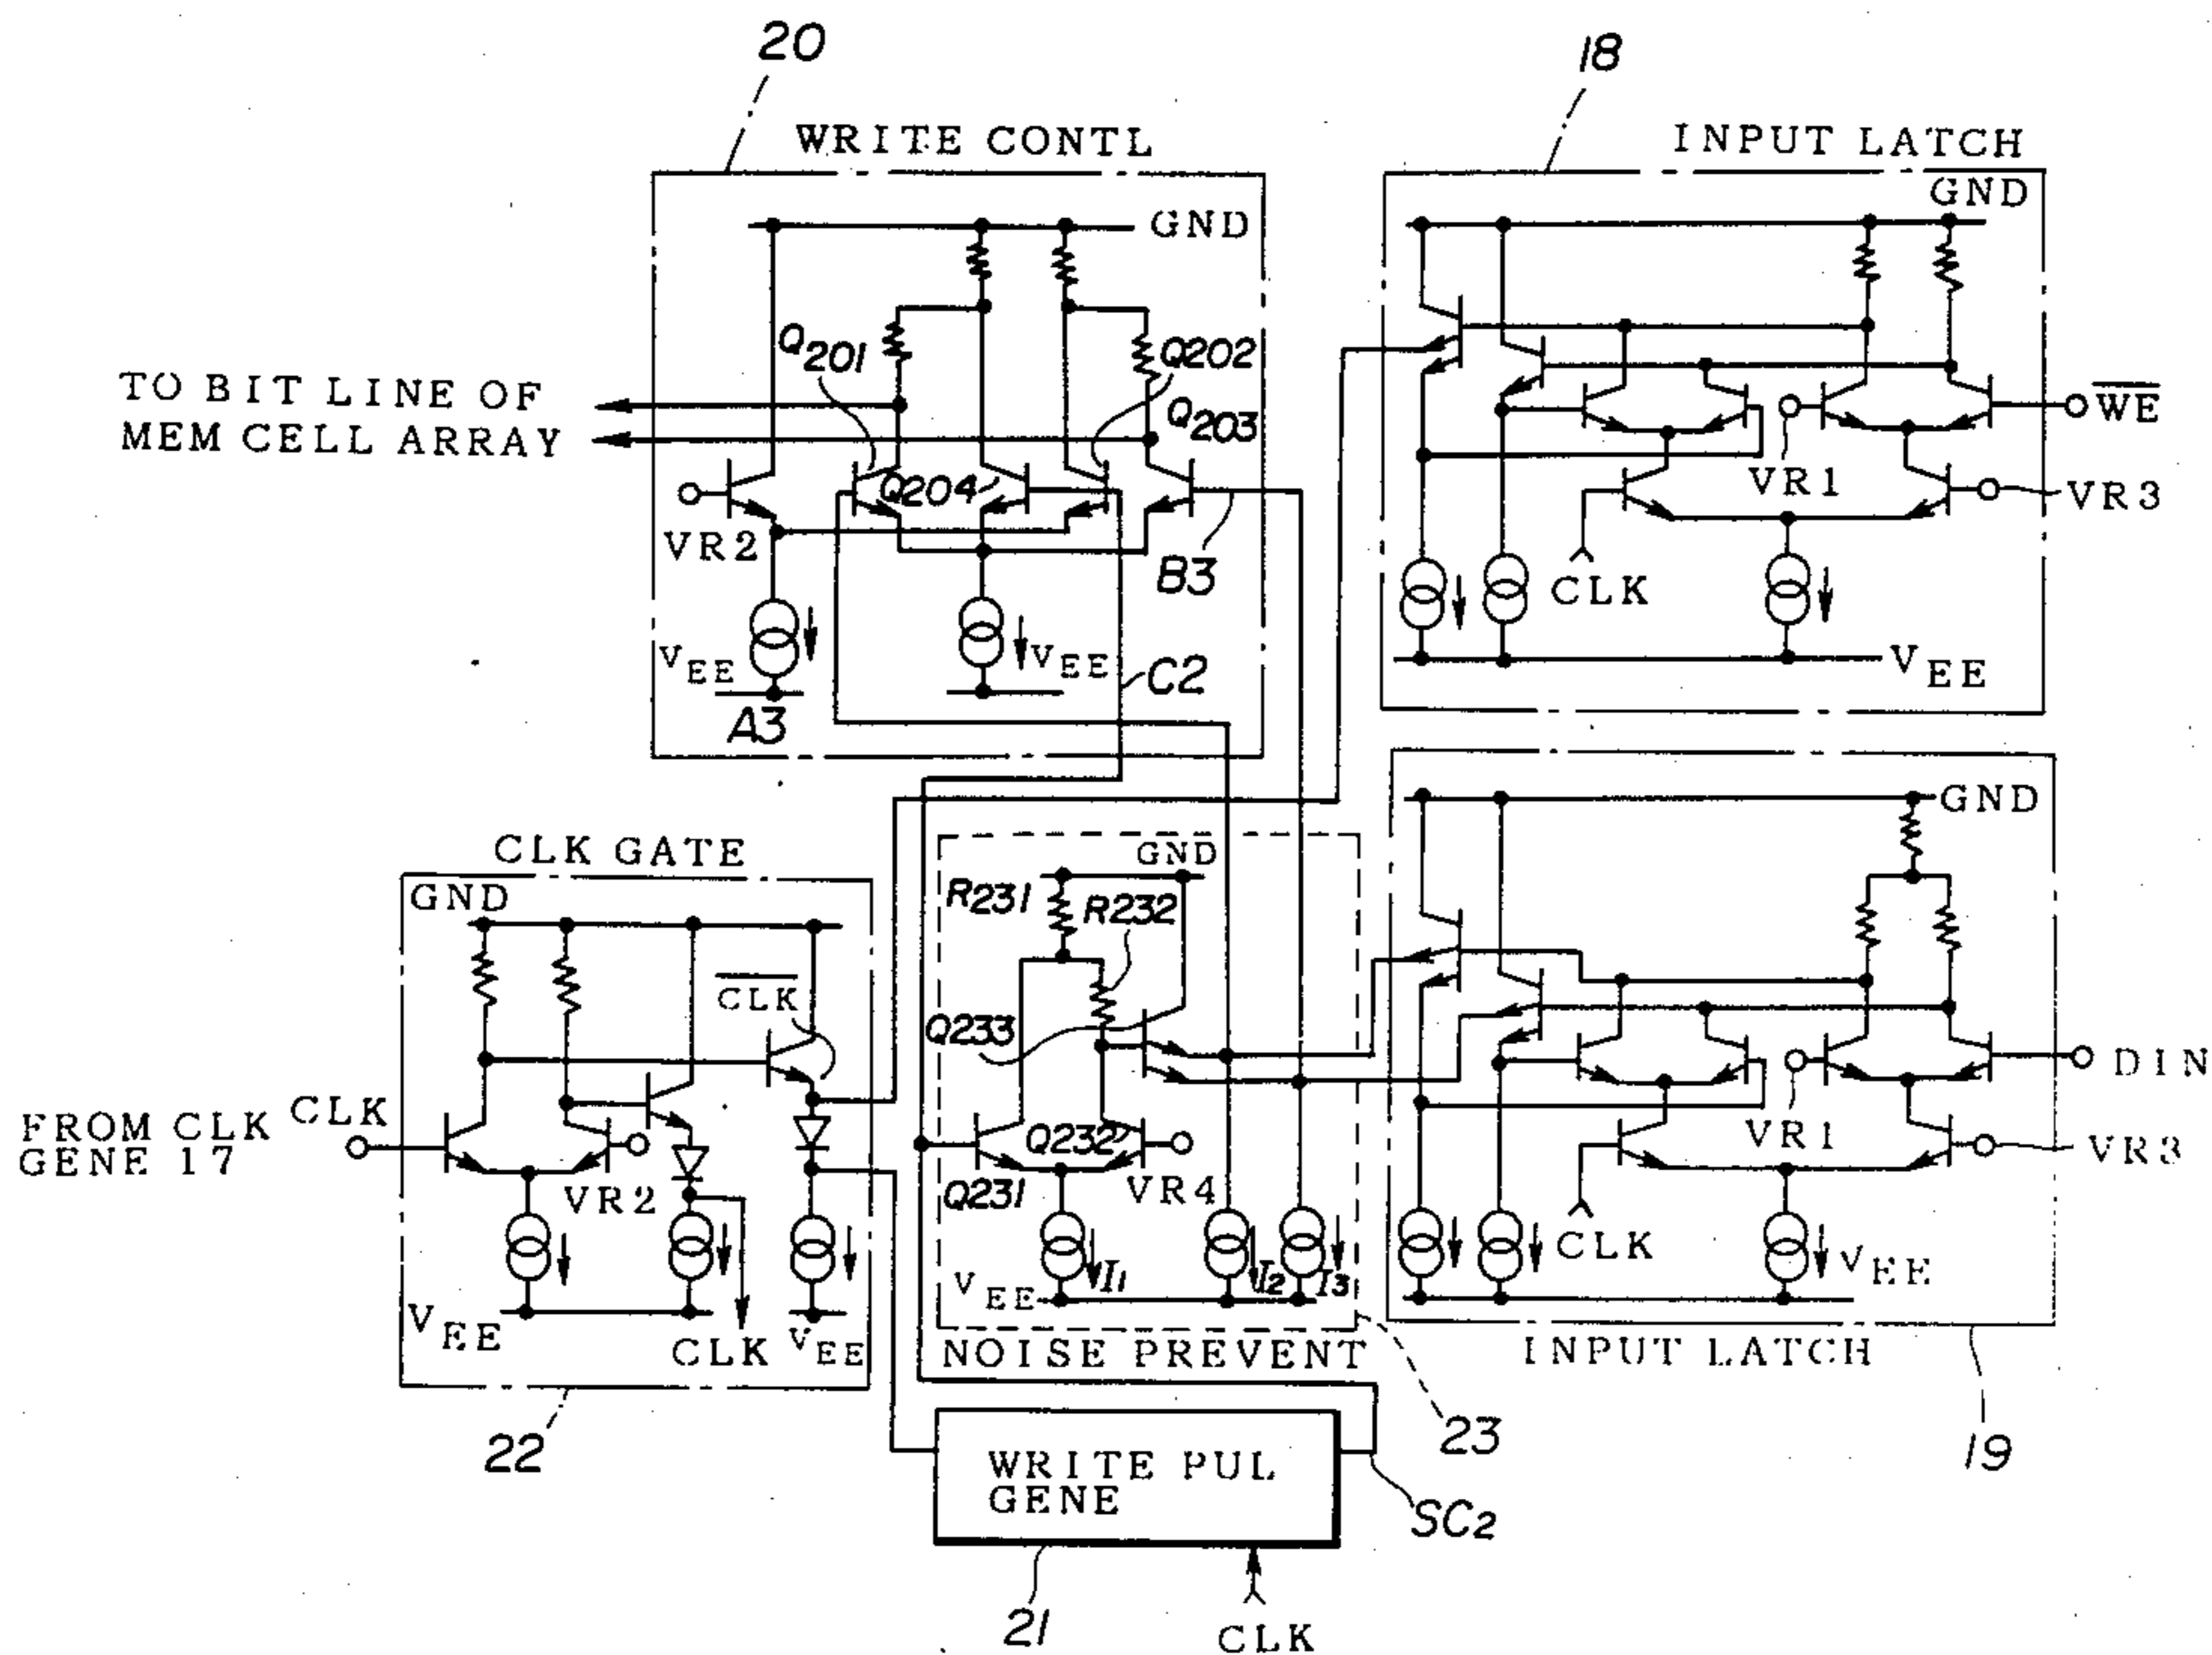 20
18
WRITE CONTL
INPUT LATCH
GND
GND
Q201
Q202
TO BIT LINE OF
MEM CELL ARRAY
Q203
WE
Q204
VR1
VR3
VR2
B3
CLK
VEE
VEE
C2
VEE
A3
GND
CLK GATE
GND
GND
R231
R232
CLK
Q233
DIN
CLK
FROM CLK
GENE 17
Q232
VR1
VR3
VR2
Q231
VR4
CLK
VEE
I1
I2
I3
VEE
VEE
CLK
VEE
NOISE PREVENT
INPUT LATCH
22
23
19
WRITE PUL
GENE
SC2
21
CLK